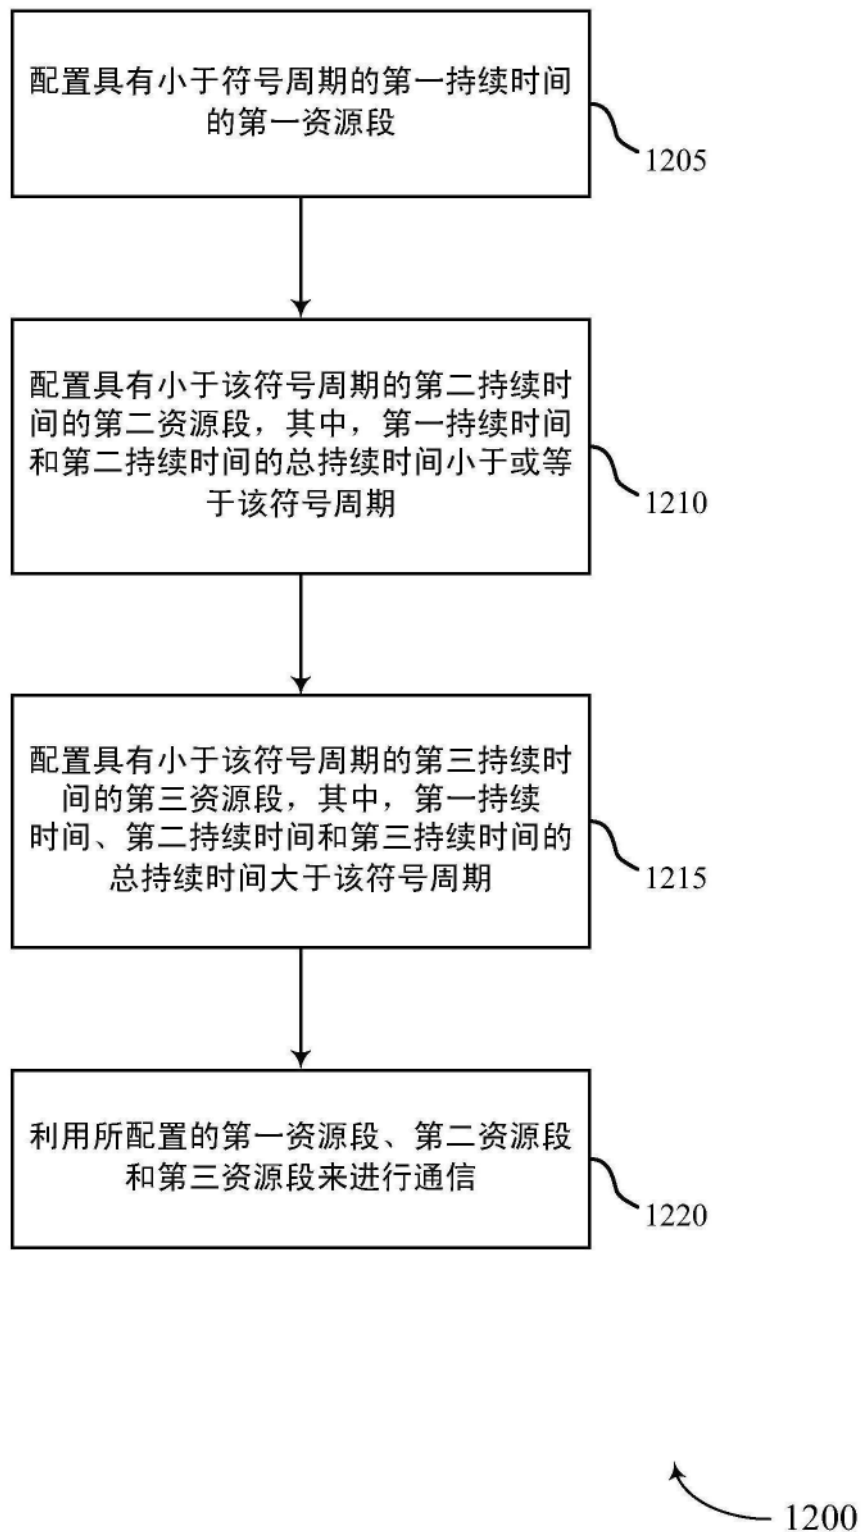 配置具有小于符号周期的第一持续时间
的第一资源段
1205
配置具有小于该符号周期的第二持续时
间的第二资源段，其中，第一持续时间
和第二持续时间的总持续时间小于或等
于该符号周期
1210
配置具有小于该符号周期的第三持续时
间的第三资源段，其中，第一持续
时间、第二持续时间和第三持续时间的
总持续时间大于该符号周期
1215
利用所配置的第一资源段、第二资源段
和第三资源段来进行通信
1220
1200